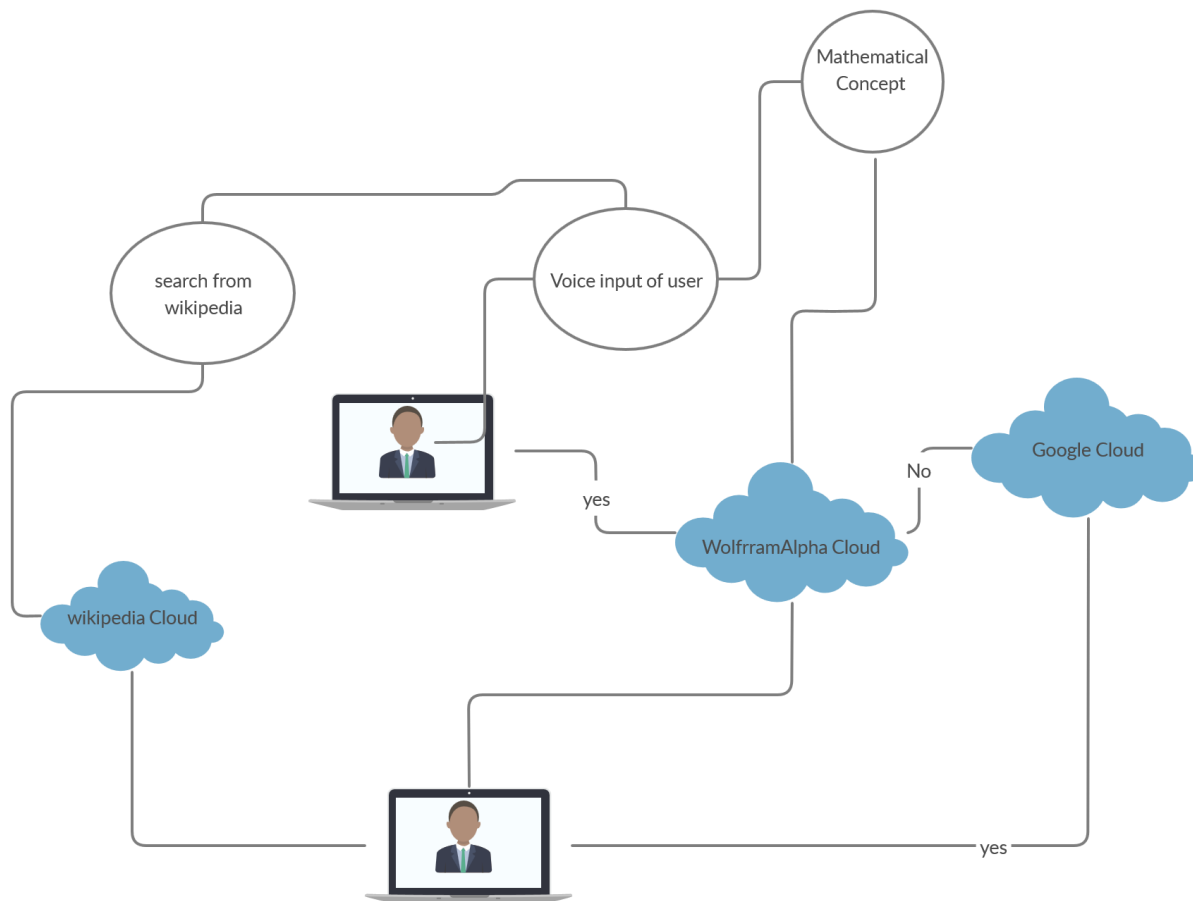 Mathematical
Concept
search from
wikipedia
Voice input of user
Google Cloud
No
yes
WolfrramAlpha Cloud
wikipedia Cloud
yes